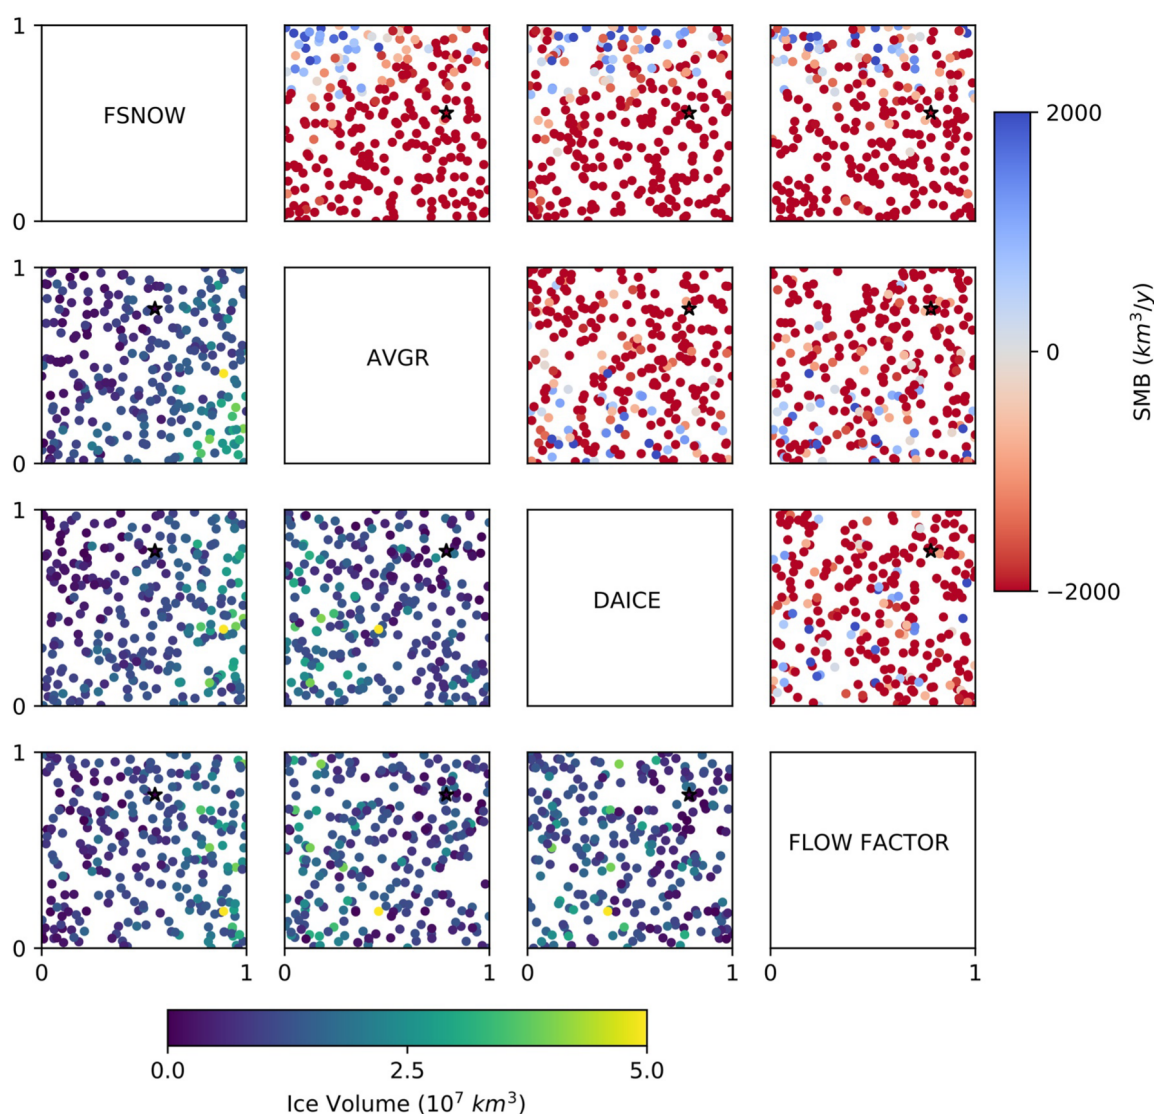 1
FSNOW
0
2000
1
SMB (km³/y)
AVGR
0
0
1
DAICE
−2000
0
1
FLOW FACTOR
0
0 1 0 1 0 1 0 1
0.0 2.5 5.0
Ice Volume (10⁷ km³)